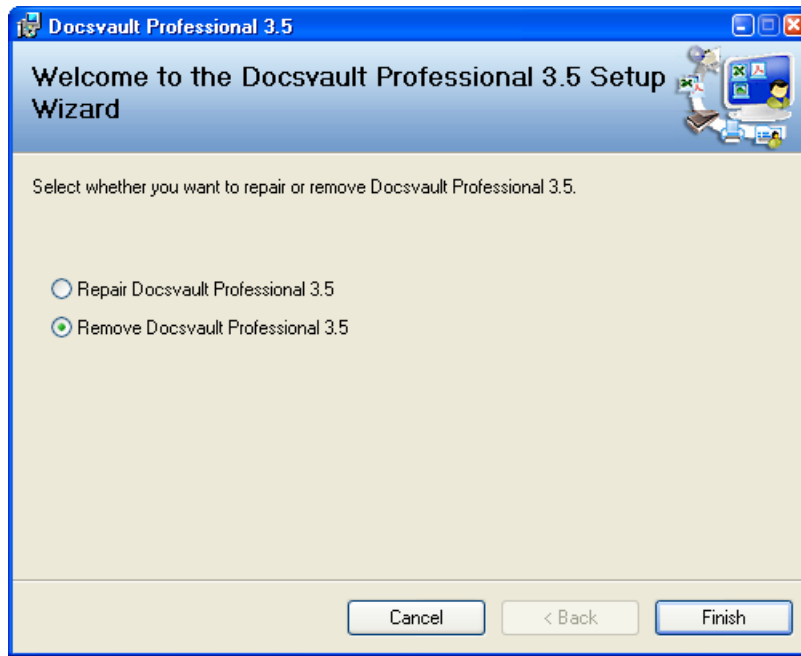 Docsvault Professional 3.5
Welcome to the Docsvault Professional 3.5 Setup
Wizard
Select whether you want to repair or remove Docsvault Professional 3.5.
Repair Docsvault Professional 3.5
Remove Docsvault Professional 3.5
Cancel
< Back
Finish